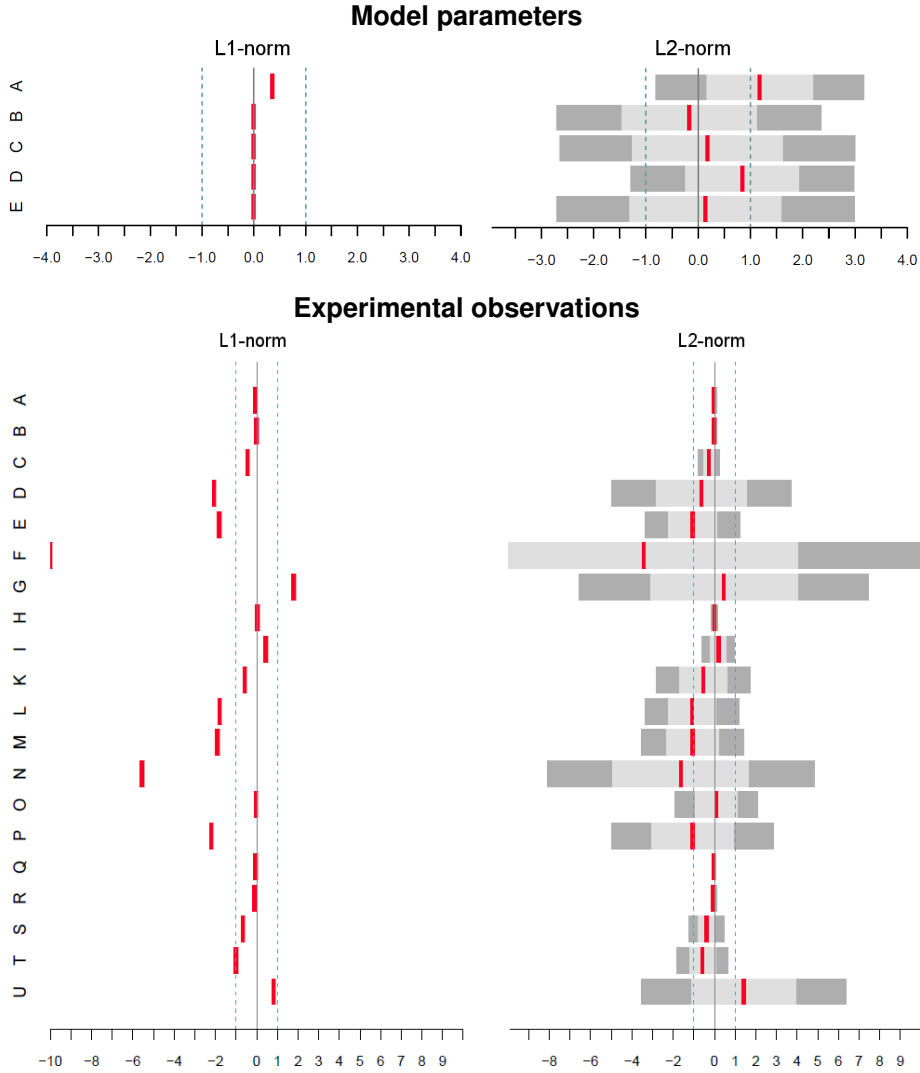 Model parameters
L1-norm L2-norm
A
B
C
D
E
−4.0 −3.0 −2.0 −1.0 0.0 1.0 2.0 3.0 4.0 −3.0 −2.0 −1.0 0.0 1.0 2.0 3.0 4.0
Experimental observations
L1-norm L2-norm
A
B
C
D
E
F
G
H
I
K
L
M
N
O
P
Q
R
S
T
U
−10 −8 −6 −4 −2 0 1 2 3 4 5 6 7 8 9 −8 −6 −4 −2 0 1 2 3 4 5 6 7 8 9